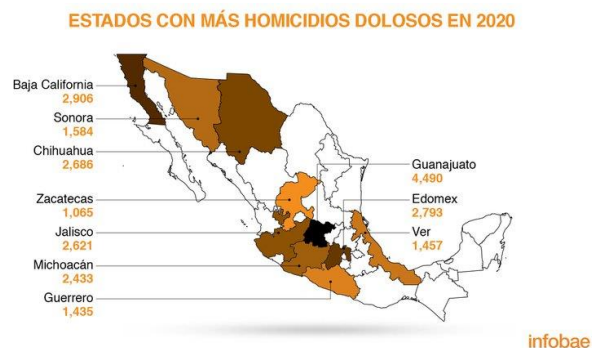 ESTADOS CON MÁS HOMICIDIOS DOLOSOS EN 2020
Baja California
2,906
Sonora
1,584
Chihuahua
2,686
Zacatecas
1,065
Jalisco
2,621
Michoacán
2,433
Guerrero
1,435
Guanajuato
4,490
Edomex
2,793
Ver
1,457
infobae